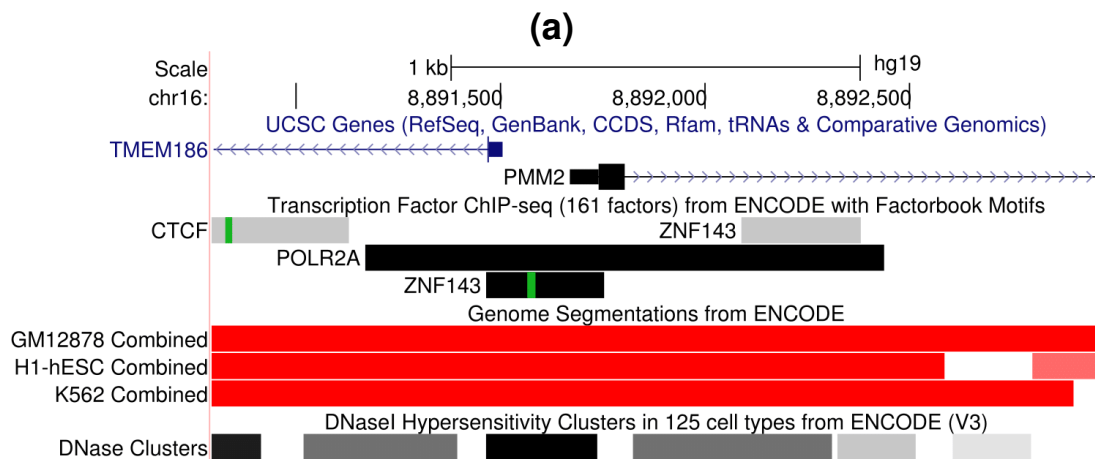 (a)
Scale 1 kb hg19
chr16: 8,891,500 8,892,000 8,892,500
UCSC Genes (RefSeq, GenBank, CCDS, Rfam, tRNAs & Comparative Genomics)
TMEM186
PMM2
Transcription Factor ChIP-seq (161 factors) from ENCODE with Factorbook Motifs
CTCF ZNF143
POLR2A
ZNF143
Genome Segmentations from ENCODE
GM12878 Combined
H1-hESC Combined
K562 Combined
DNaseI Hypersensitivity Clusters in 125 cell types from ENCODE (V3)
DNase Clusters